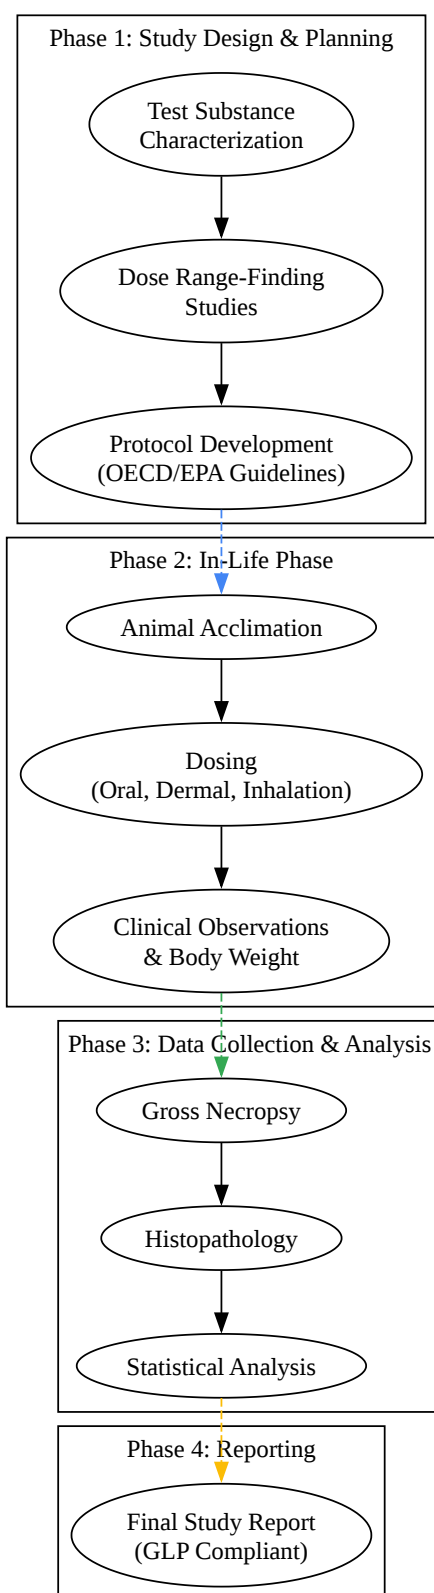 Phase 1: Study Design & Planning
Test Substance
Characterization
Dose Range-Finding
Studies
Protocol Development
(OECD/EPA Guidelines)
Phase 2: In-Life Phase
Animal Acclimation
Dosing
(Oral, Dermal, Inhalation)
Clinical Observations
& Body Weight
Phase 3: Data Collection & Analysis
Gross Necropsy
Histopathology
Statistical Analysis
Phase 4: Reporting
Final Study Report
(GLP Compliant)